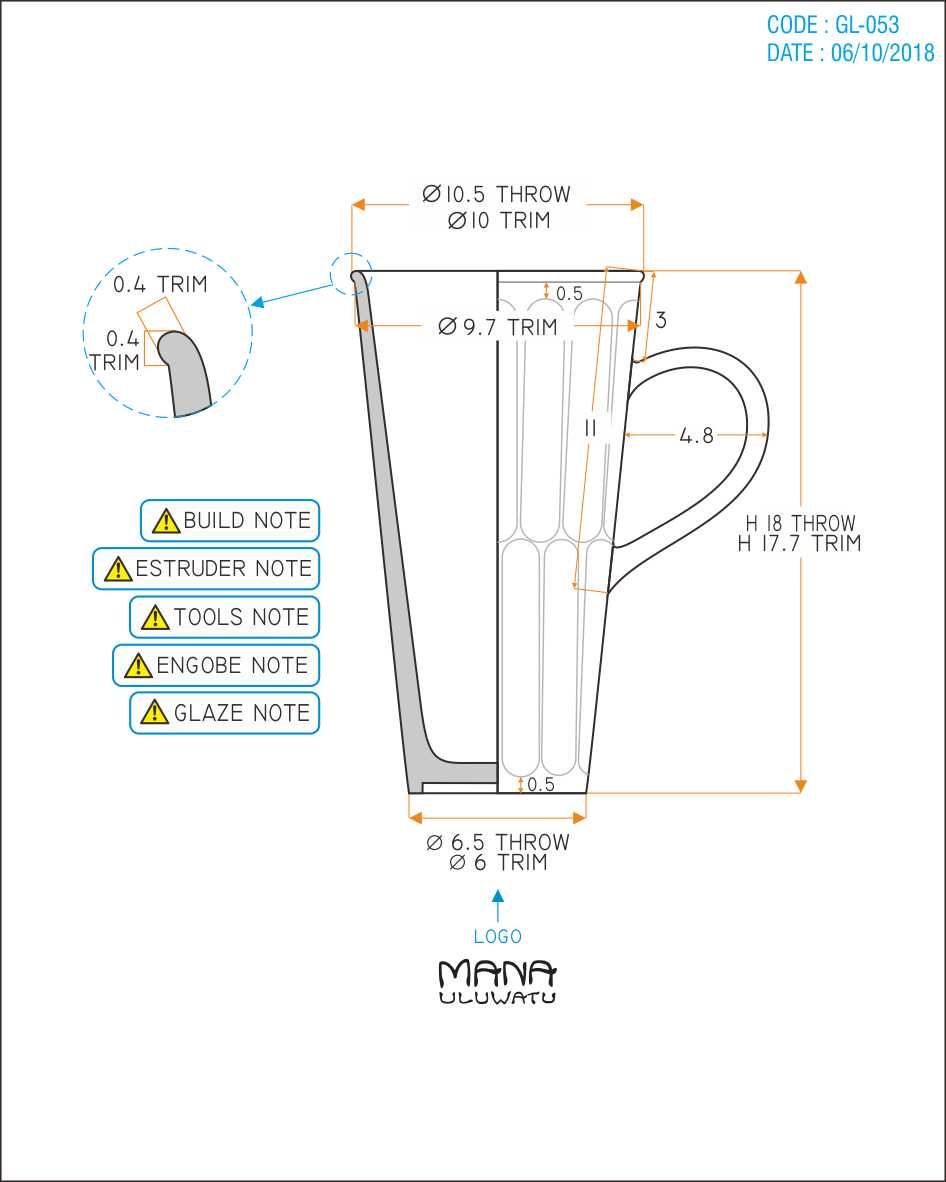 CODE : GL-053
DATE : 06/10/2018
Ø10.5 THROW
Ø10 TRIM
0.4 TRIM
0.4
TRIM
0.5
Ø 9.7 TRIM
3
11
4.8
H 18 THROW
H 17.7 TRIM
BUILD NOTE
ESTRUDER NOTE
TOOLS NOTE
ENGOBE NOTE
GLAZE NOTE
0.5
Ø 6.5 THROW
Ø 6 TRIM
LOGO
MANA
ULUWATU